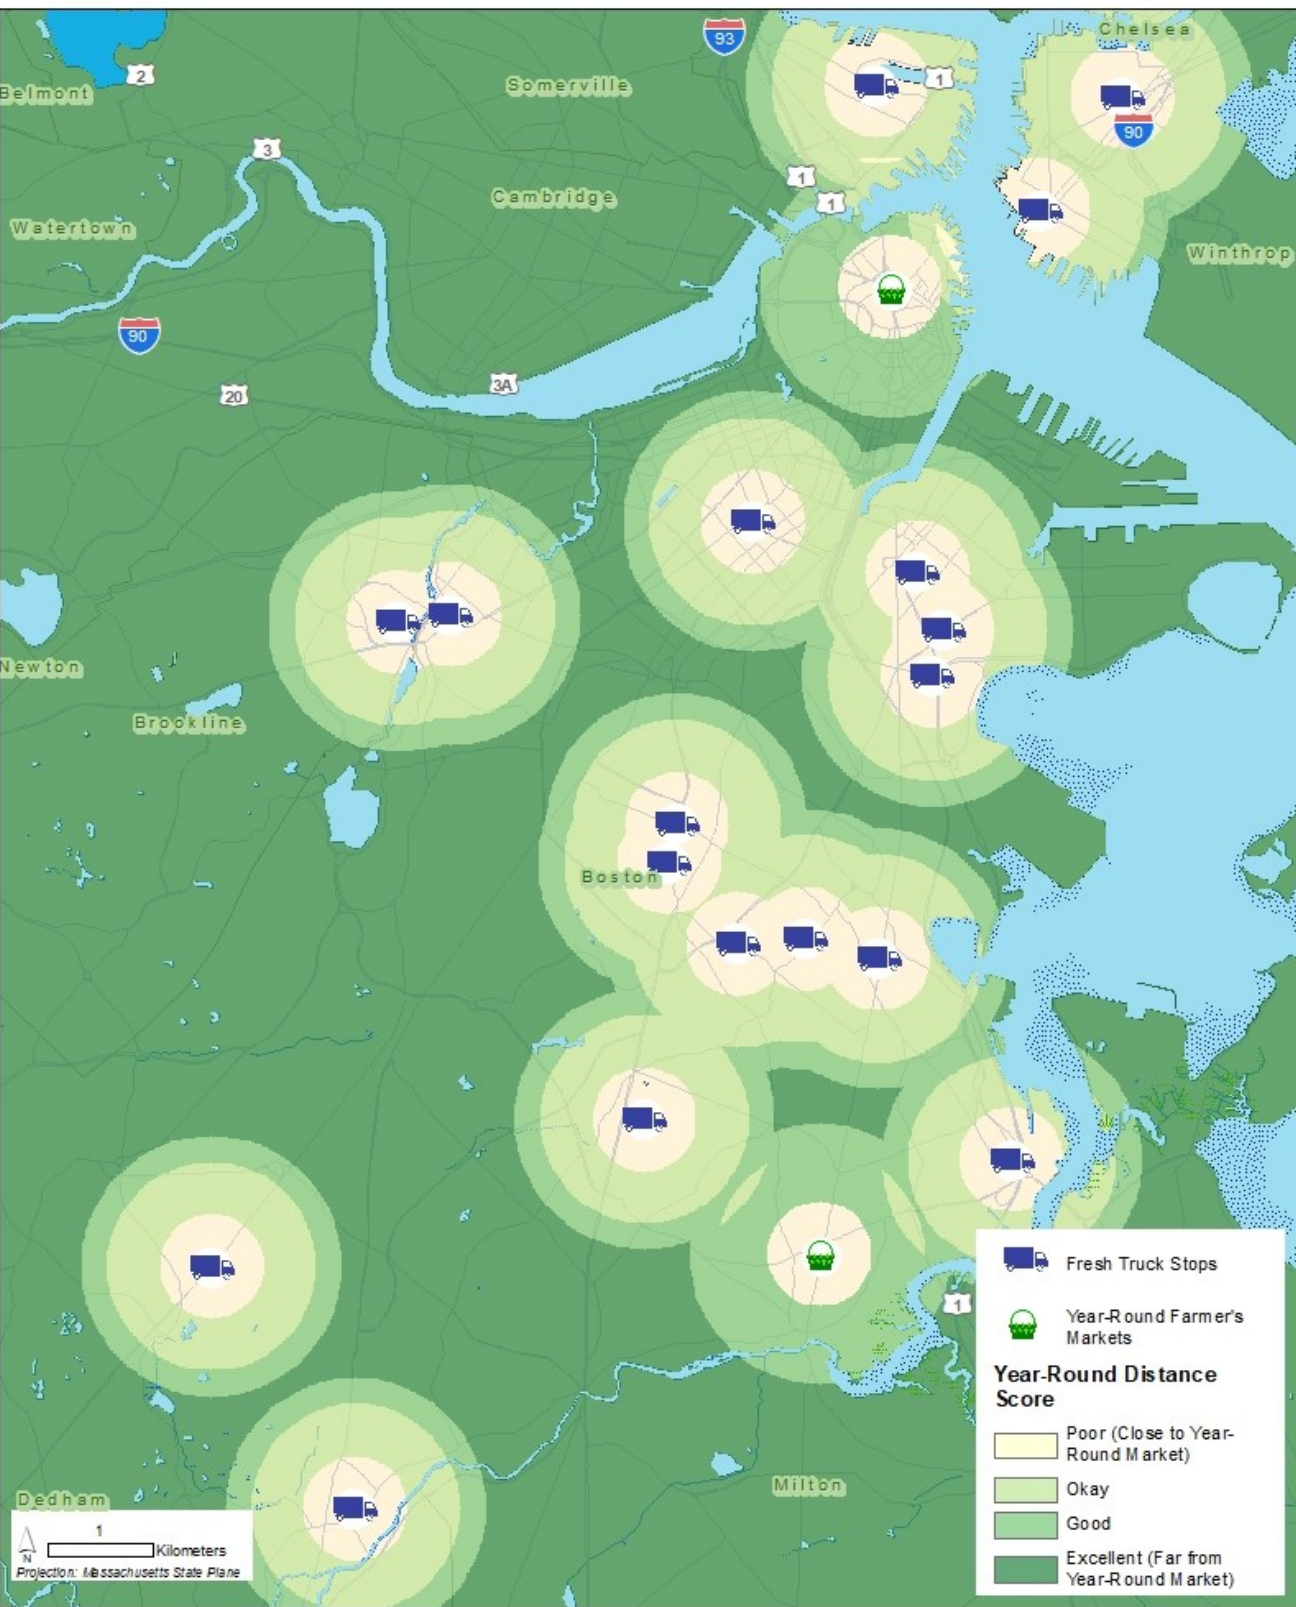 93
Chelsea
2
1
Belmont
Somerville
90
3
1
Cambridge
1
Watertown
Winthrop
90
3A
20
Newton
Brookline
Boston
1
Milton
Dedham
1
Kilometers
N
Projection: Massachusetts State Plane
Fresh Truck Stops
Year-Round Farmer's
Markets
Year-Round Distance
Score
Poor (Close to Year-
Round Market)
Okay
Good
Excellent (Far from
Year-Round Market)